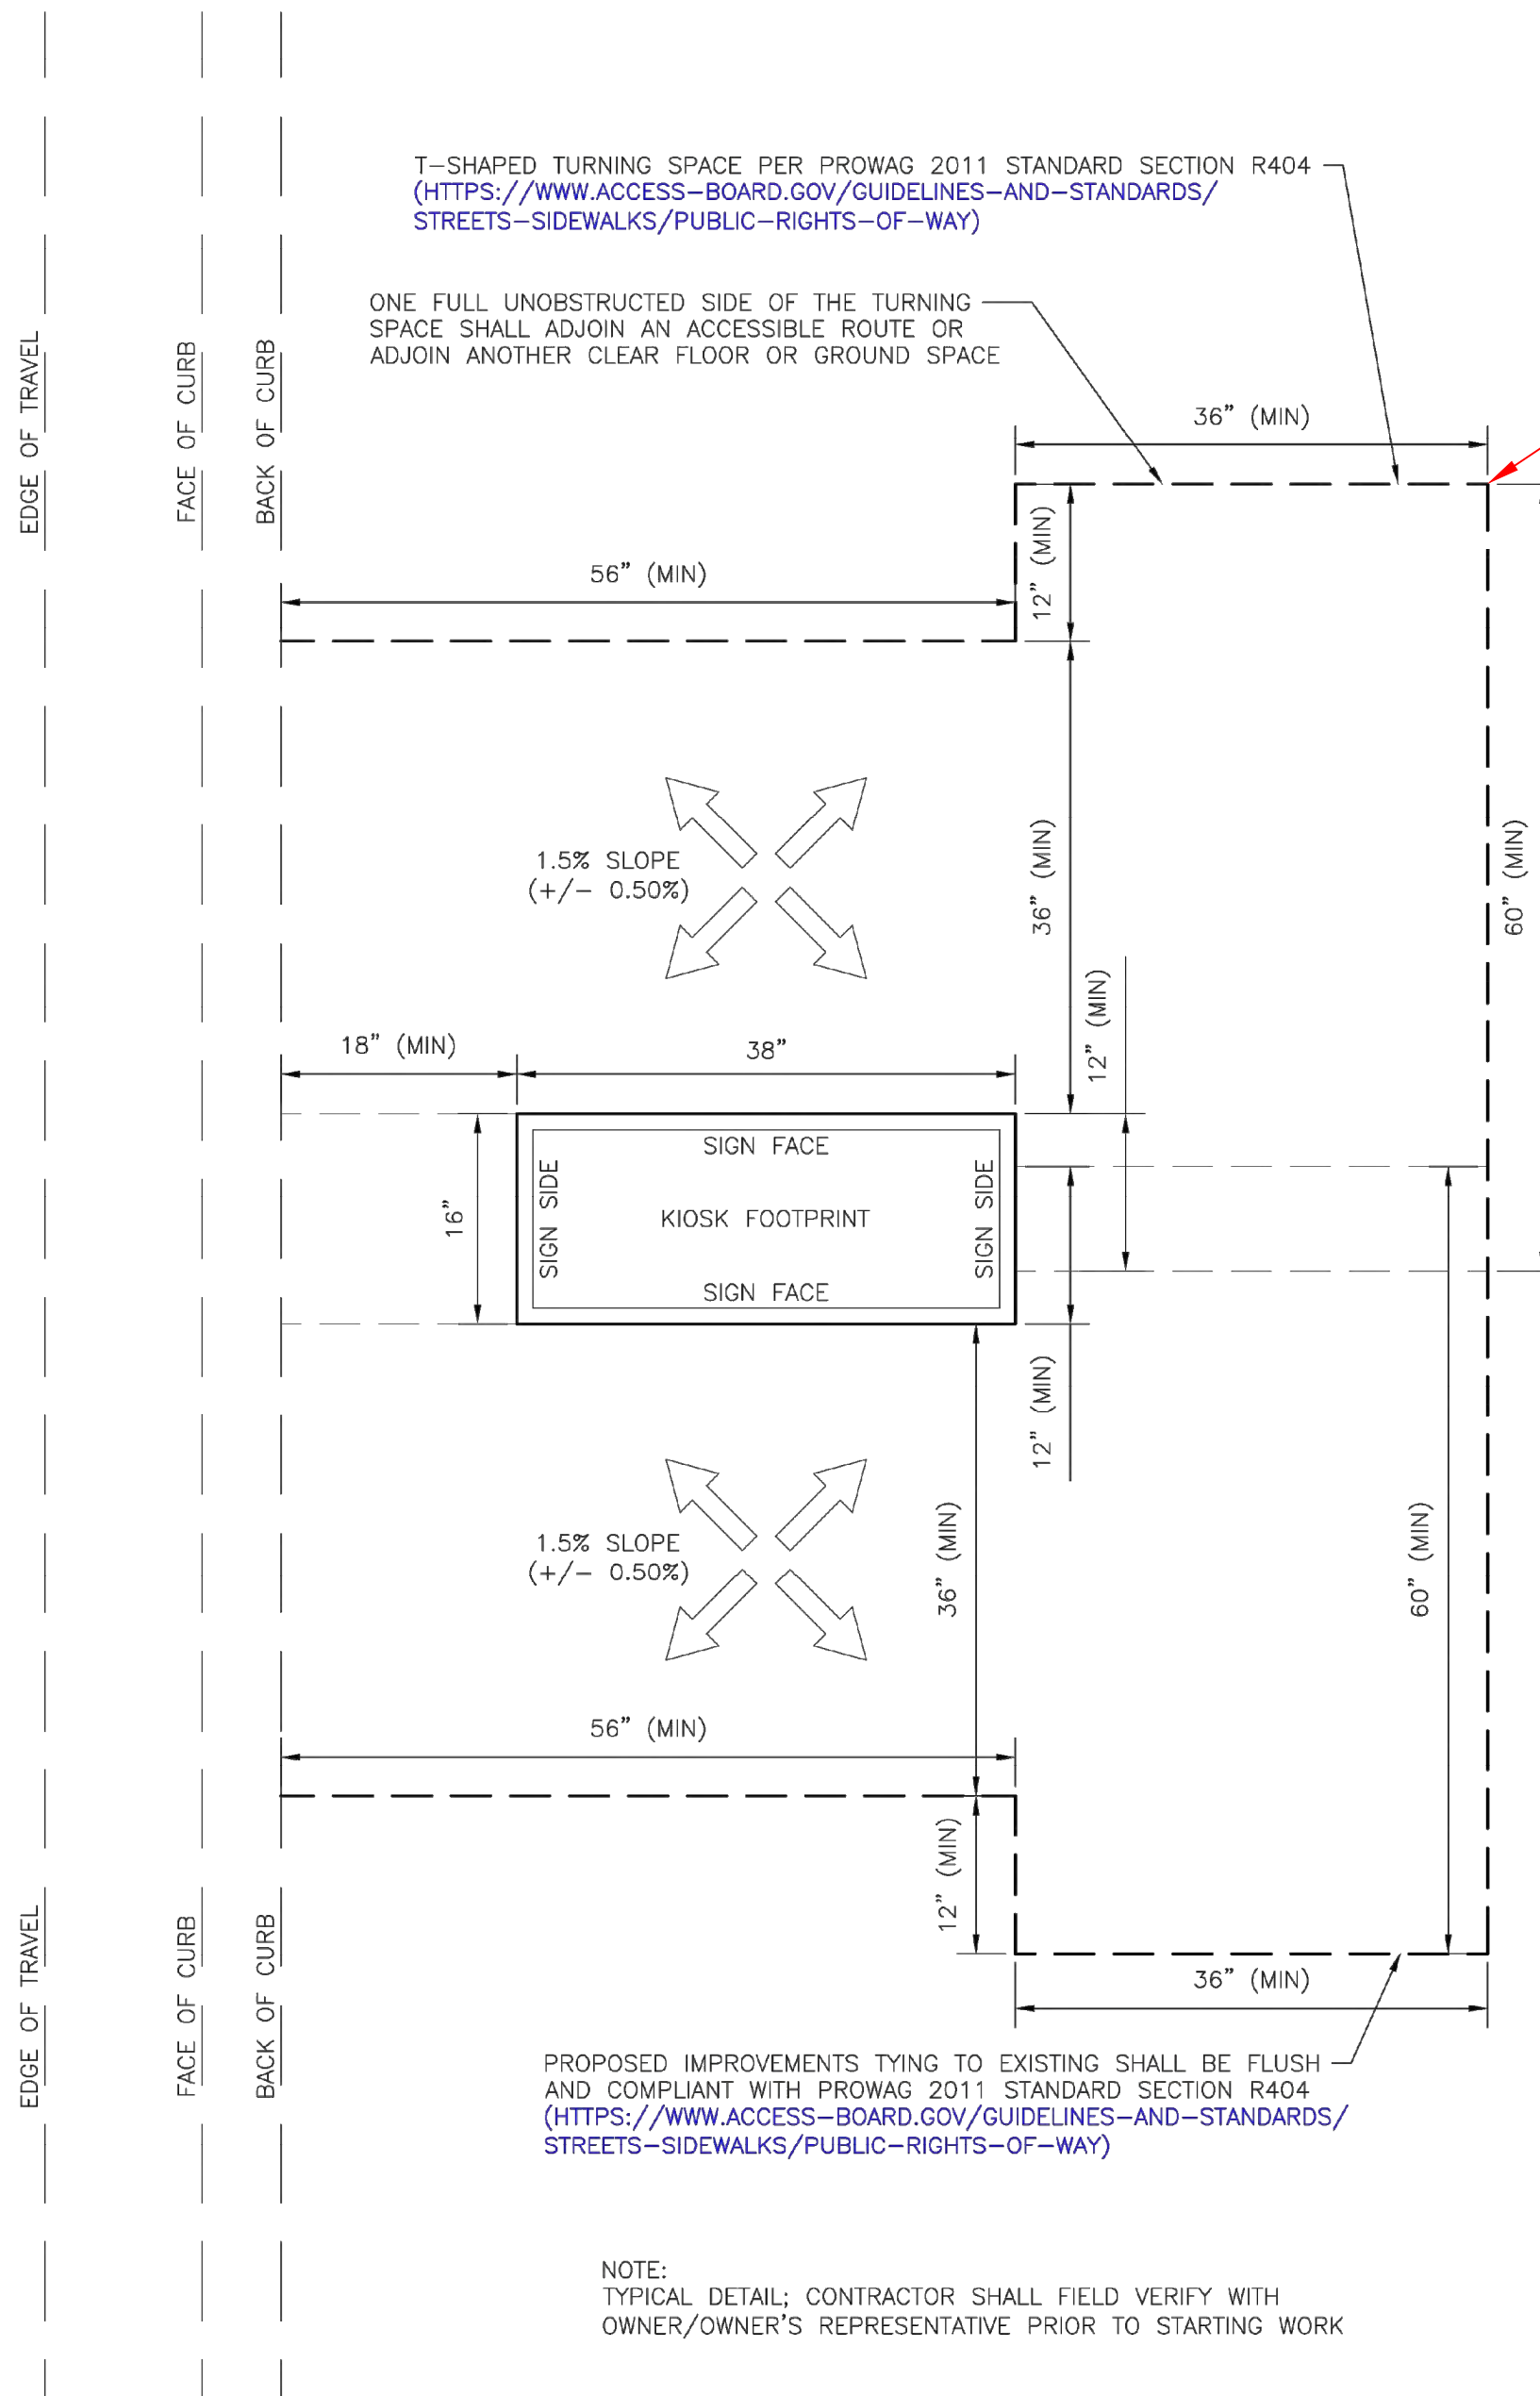 T-SHAPED TURNING SPACE PER PROWAG 2011 STANDARD SECTION R404
(HTTPS://WWW.ACCESS-BOARD.GOV/GUIDELINES-AND-STANDARDS/
STREETS-SIDEWALKS/PUBLIC-RIGHTS-OF-WAY)
ONE FULL UNOBSTRUCTED SIDE OF THE TURNING
SPACE SHALL ADJOIN AN ACCESSIBLE ROUTE OR
ADJOIN ANOTHER CLEAR FLOOR OR GROUND SPACE
EDGE OF TRAVEL
FACE OF CURB
BACK OF CURB
36" (MIN)
12" (MIN)
56" (MIN)
1.5% SLOPE
(+/- 0.50%)
36" (MIN)
60" (MIN)
12" (MIN)
18" (MIN)
38"
16"
SIGN FACE
SIGN SIDE
KIOSK FOOTPRINT
SIGN SIDE
SIGN FACE
12" (MIN)
1.5% SLOPE
(+/- 0.50%)
36" (MIN)
60" (MIN)
56" (MIN)
12" (MIN)
EDGE OF TRAVEL
FACE OF CURB
BACK OF CURB
36" (MIN)
PROPOSED IMPROVEMENTS TYING TO EXISTING SHALL BE FLUSH
AND COMPLIANT WITH PROWAG 2011 STANDARD SECTION R404
(HTTPS://WWW.ACCESS-BOARD.GOV/GUIDELINES-AND-STANDARDS/
STREETS-SIDEWALKS/PUBLIC-RIGHTS-OF-WAY)
NOTE:
TYPICAL DETAIL; CONTRACTOR SHALL FIELD VERIFY WITH
OWNER/OWNER'S REPRESENTATIVE PRIOR TO STARTING WORK